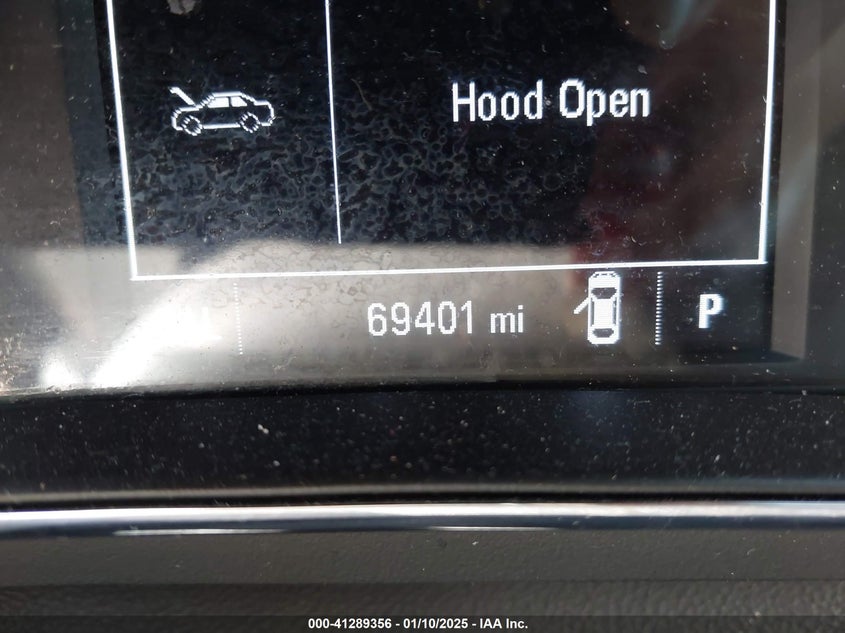 Hood Open
69401 mi
P
000-41289356 - 01/10/2025 - IAA Inc.